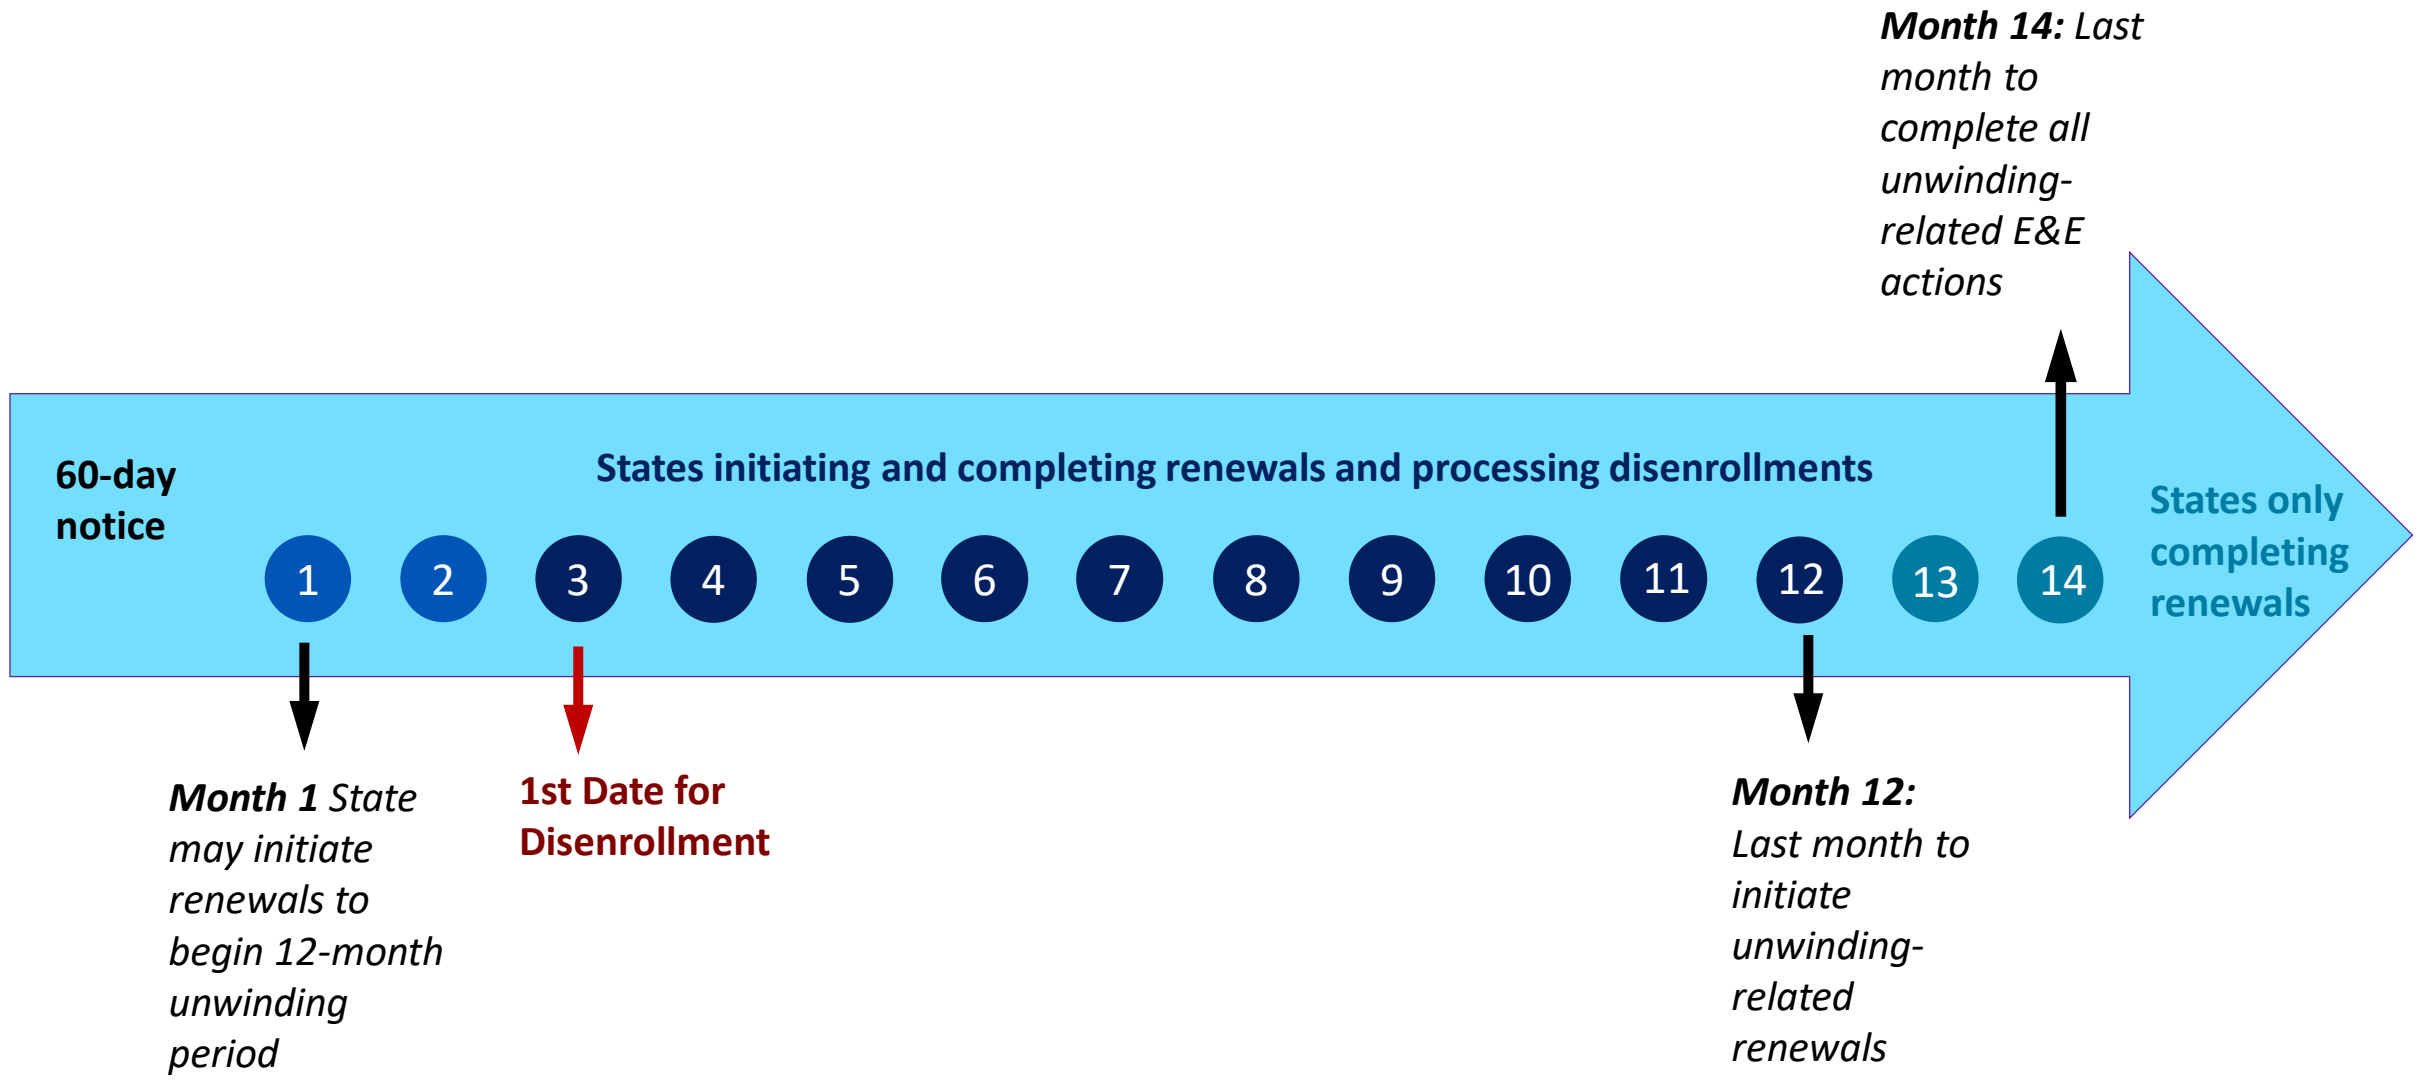 Month 14: Last
month to
complete all
unwinding-
related E&E
actions
60-day
notice
States initiating and completing renewals and processing disenrollments
States only
completing
renewals
1 2 3 4 5 6 7 8 9 10 11 12 13 14
Month 1 State
may initiate
renewals to
begin 12-month
unwinding
period
1st Date for
Disenrollment
Month 12:
Last month to
initiate
unwinding-
related
renewals